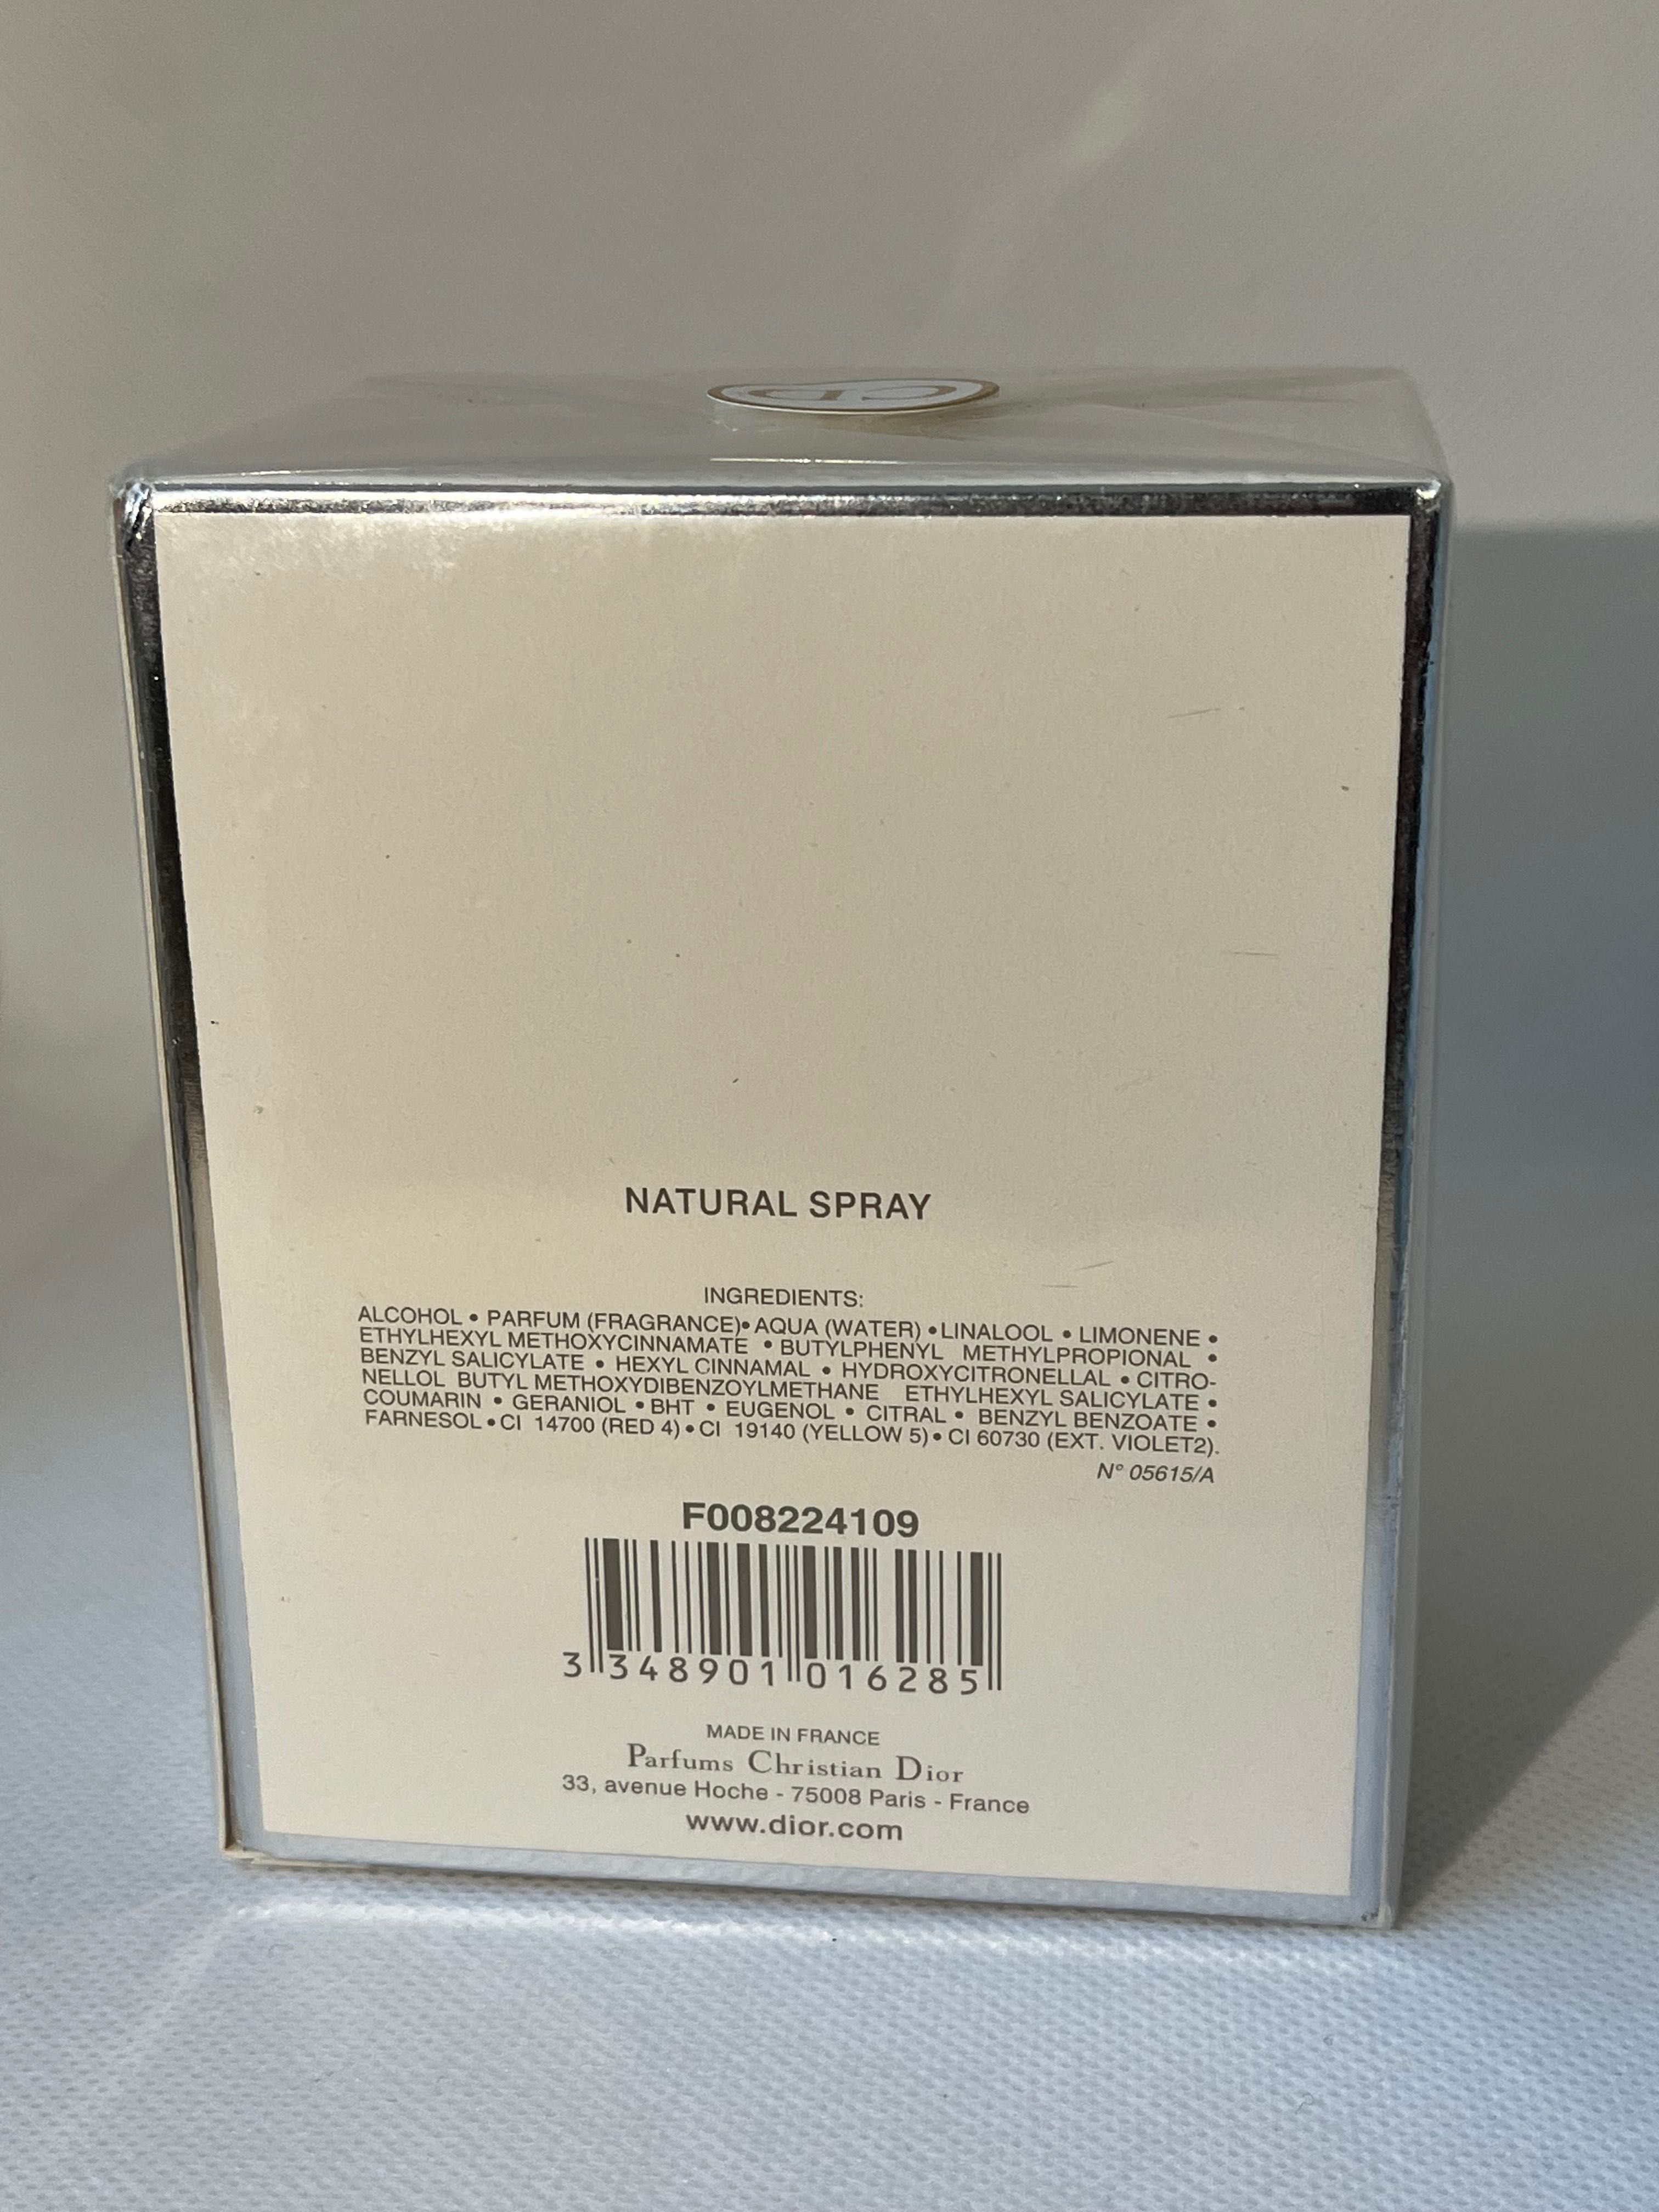 CD
NATURAL SPRAY
INGREDIENTS:
ALCOHOL • PARFUM (FRAGRANCE)• AQUA (WATER) •LINALOOL • LIMONENE •
ETHYLHEXYL METHOXYCINNAMATE • BUTYLPHENYL METHYLPROPIONAL •
BENZYL SALICYLATE • HEXYL CINNAMAL • HYDROXYCITRONELLAL • CITRO-
NELLOL BUTYL METHOXYDIBENZOYLMETHANE ETHYLHEXYL SALICYLATE •
COUMARIN • GERANIOL • BHT • EUGENOL • CITRAL • BENZYL BENZOATE •
FARNESOL • CI 14700 (RED 4) • CI 19140 (YELLOW 5) • CI 60730 (EXT. VIOLET2).
N° 05615/A
F008224109
3 348901 016285
MADE IN FRANCE
Parfums Christian Dior
33, avenue Hoche - 75008 Paris - France
www.dior.com